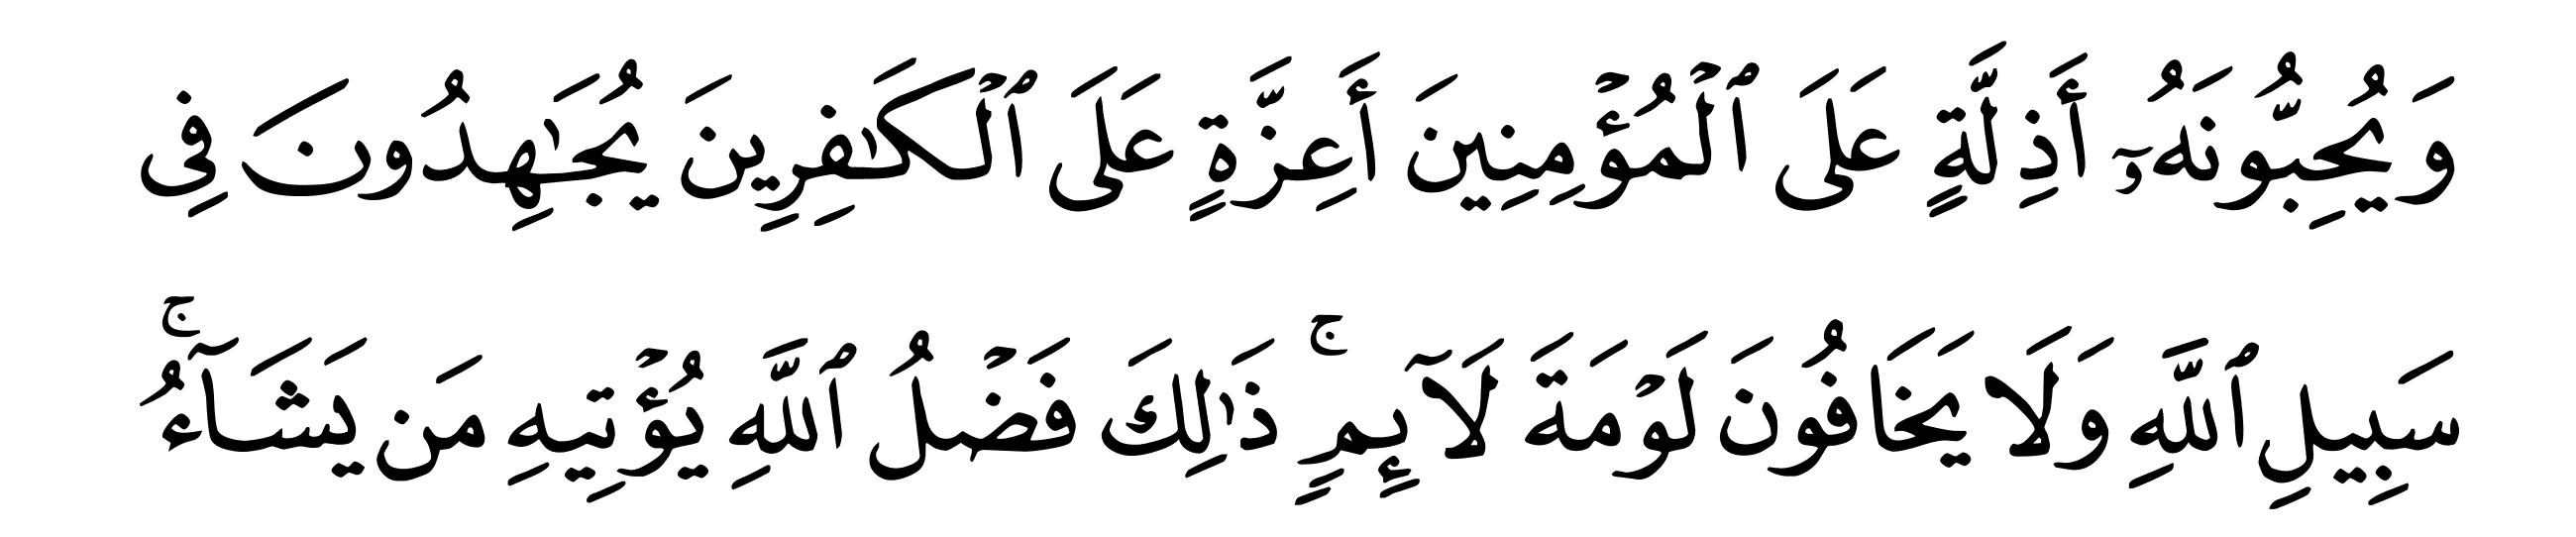 وَيُحِبُّونَهُۥٓ أَذِلَّةٍ عَلَى ٱلْمُؤْمِنِينَ أَعِزَّةٍ عَلَى ٱلْكَـٰفِرِينَ يُجَـٰهِدُونَ فِى
سَبِيلِ ٱللَّهِ وَلَا يَخَافُونَ لَوْمَةَ لَآئِمٍ ۚ ذَٰلِكَ فَضْلُ ٱللَّهِ يُؤْتِيهِ مَن يَشَآءُ ۚ